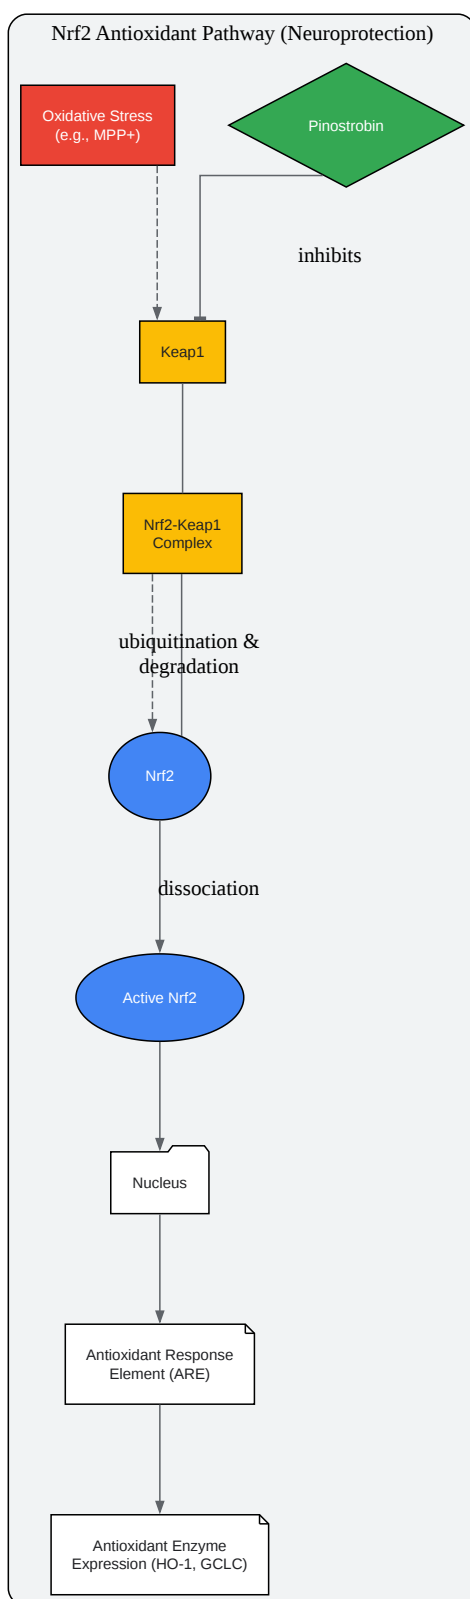 Nrf2 Antioxidant Pathway (Neuroprotection)
Oxidative Stress
(e.g., MPP+)
Pinostrobin
inhibits
Keap1
Nrf2-Keap1
Complex
ubiquitination &
degradation
Nrf2
dissociation
Active Nrf2
Nucleus
Antioxidant Response
Element (ARE)
Antioxidant Enzyme
Expression (HO-1, GCLC)